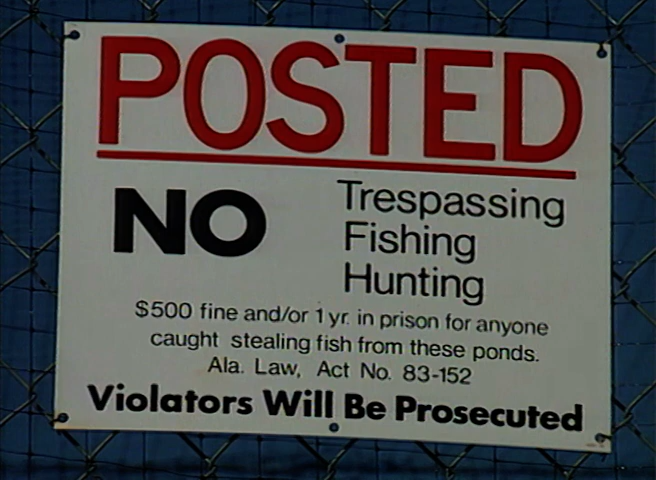 POSTED
NO Trespassing
Fishing
Hunting
$500 fine and/or 1 yr. in prison for anyone
caught stealing fish from these ponds.
Ala. Law, Act No. 83-152
Violators Will Be Prosecuted